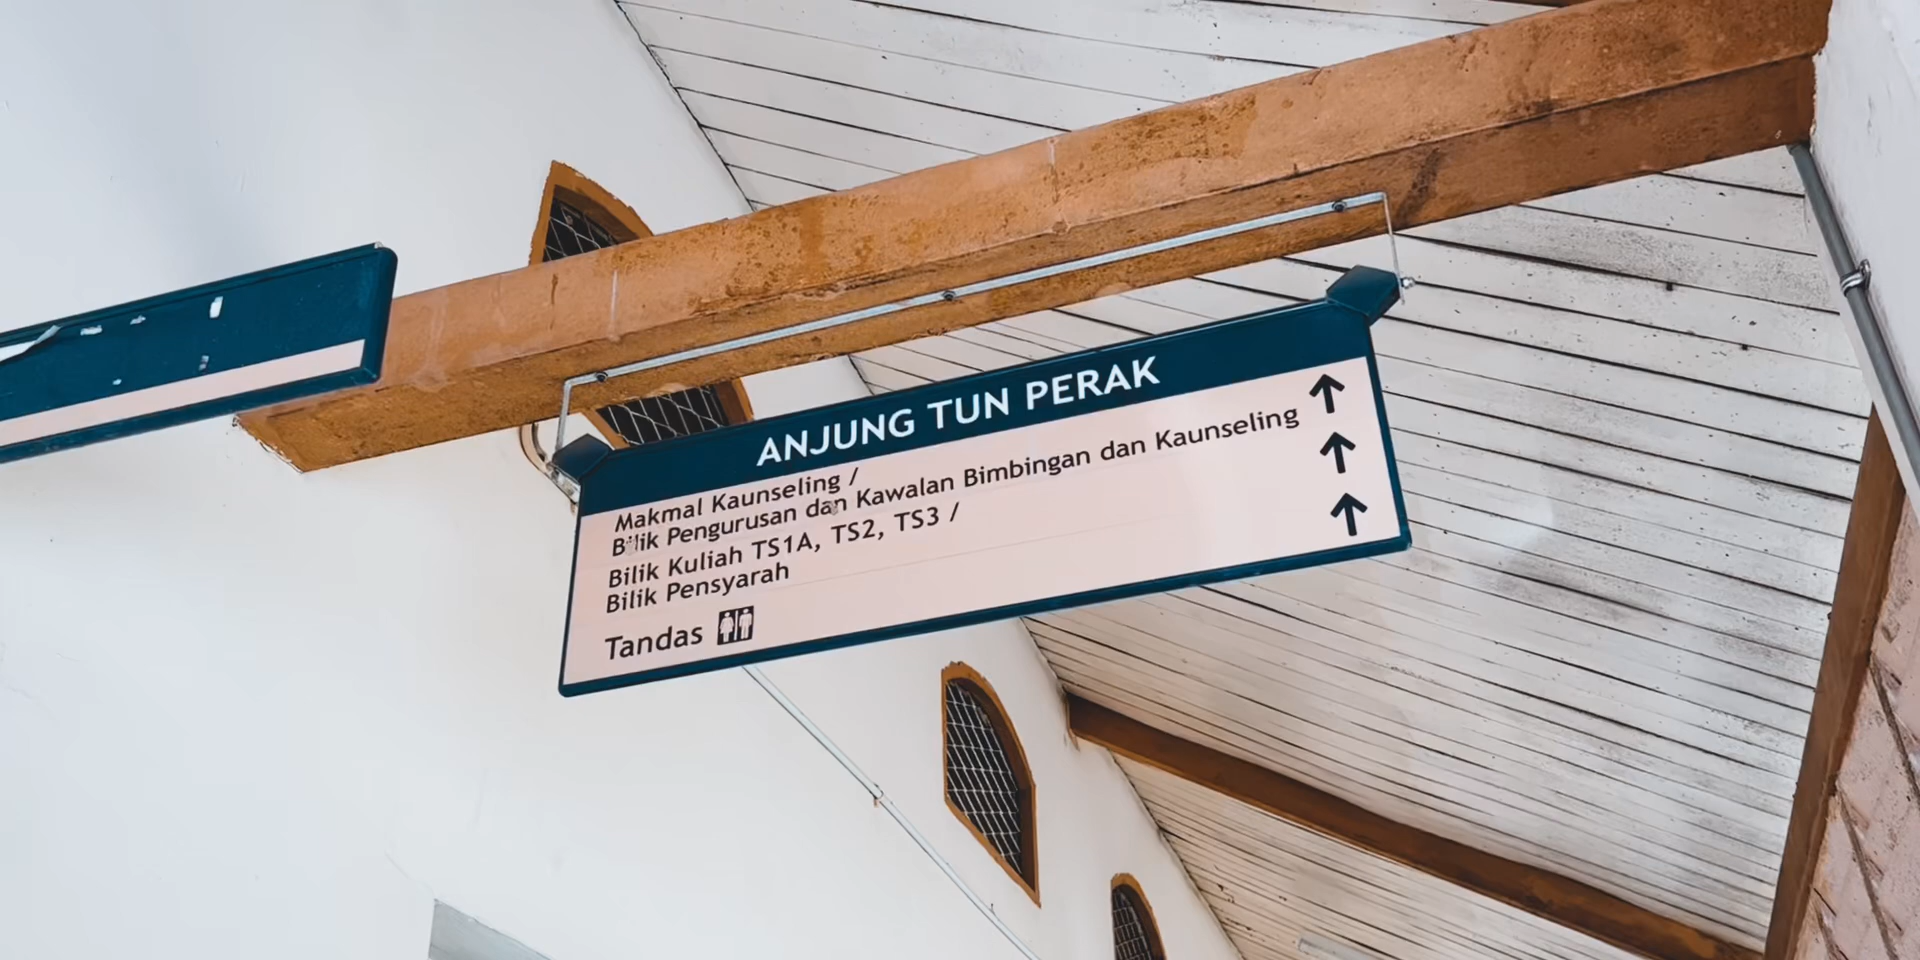 ANJUNG TUN PERAK
Makmal Kaunseling /
Bilik Pengurusan dan Kawalan Bimbingan dan Kaunseling
Bilik Kuliah TS1A, TS2, TS3 /
Bilik Pensyarah
Tandas